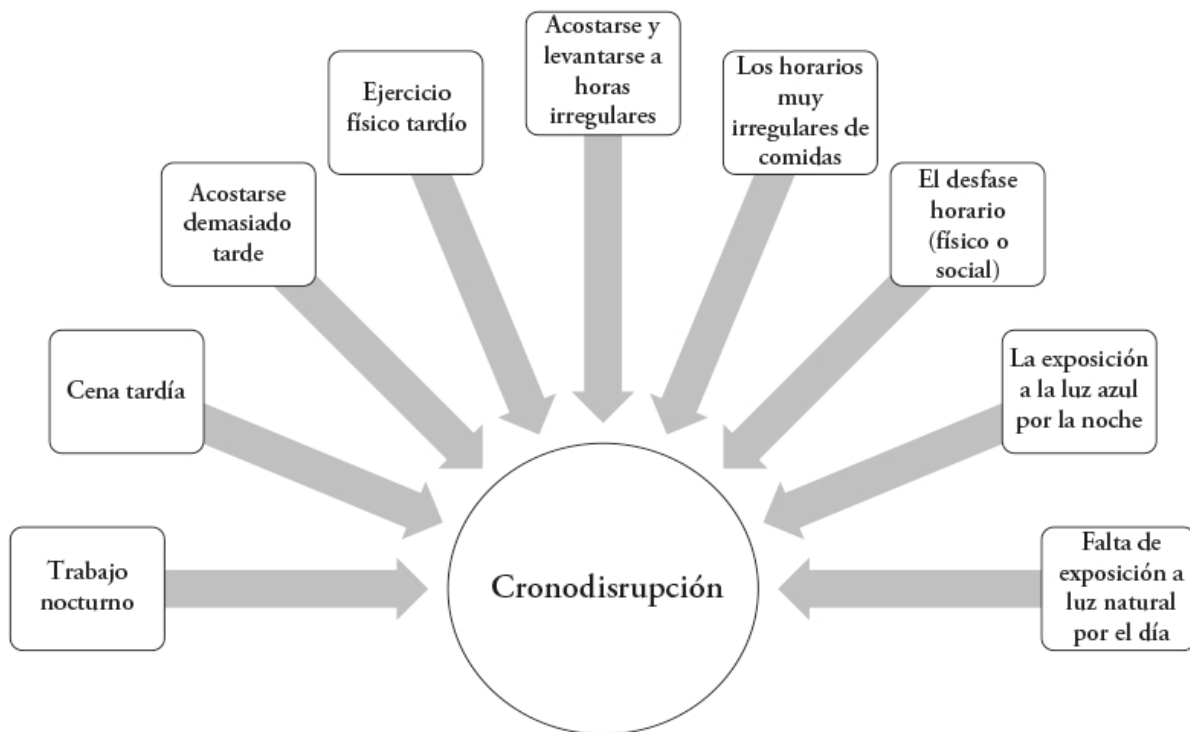 Acostarse y
levantarse a
horas
irregulares
Ejercicio
físico tardío
Los horarios
muy
irregulares de
comidas
Acostarse
demasiado
tarde
El desfase
horario
(físico o
social)
Cena tardía
La exposición
a la luz azul
por la noche
Trabajo
nocturno
Cronodisrupción
Falta de
exposición a
luz natural
por el día